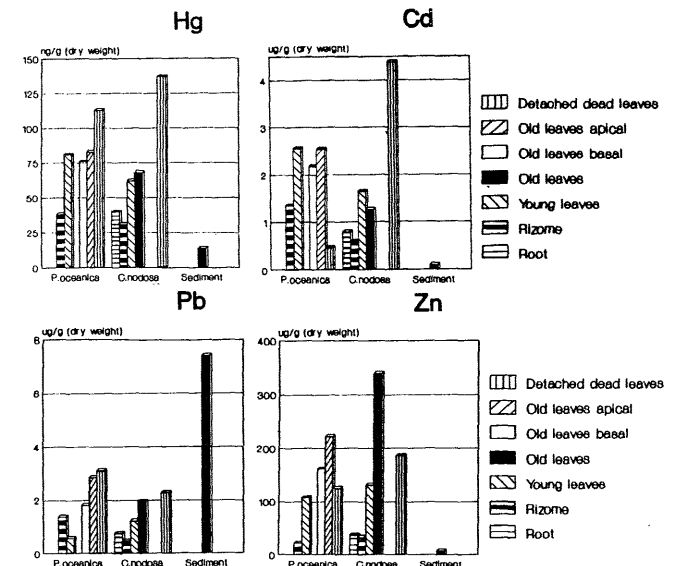 Hg
Cd
ng/g (dry weight)
ug/g (dry weight)
150
125
100
75
50
25
0
4
3
2
1
0
P.oceanica
C.nodosa
Sediment
P.oceanica
C.nodosa
Sediment
Detached dead leaves
Old leaves apical
Old leaves basal
Old leaves
Young leaves
Rizome
Root
Pb
Zn
ug/g (dry weight)
ug/g (dry weight)
8
6
4
2
0
400
300
200
100
0
P.oceanica
C.nodosa
Sediment
P.oceanica
C.nodosa
Sediment
Detached dead leaves
Old leaves apical
Old leaves basal
Old leaves
Young leaves
Rizome
Root